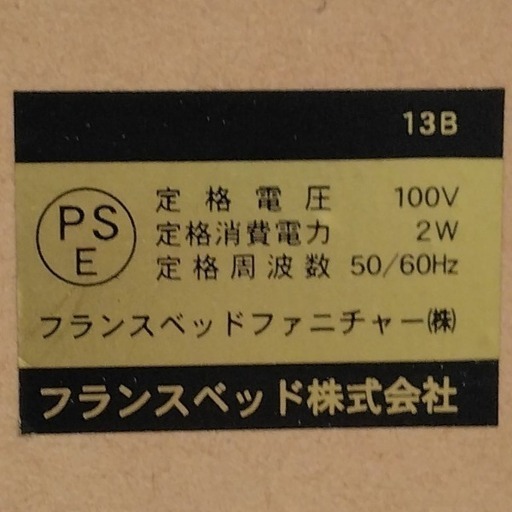 13B
PS
E
定格電圧 100V
定格消費電力 2W
定格周波数 50/60Hz
フランスベッドファニチャー㈱
フランスベッド株式会社